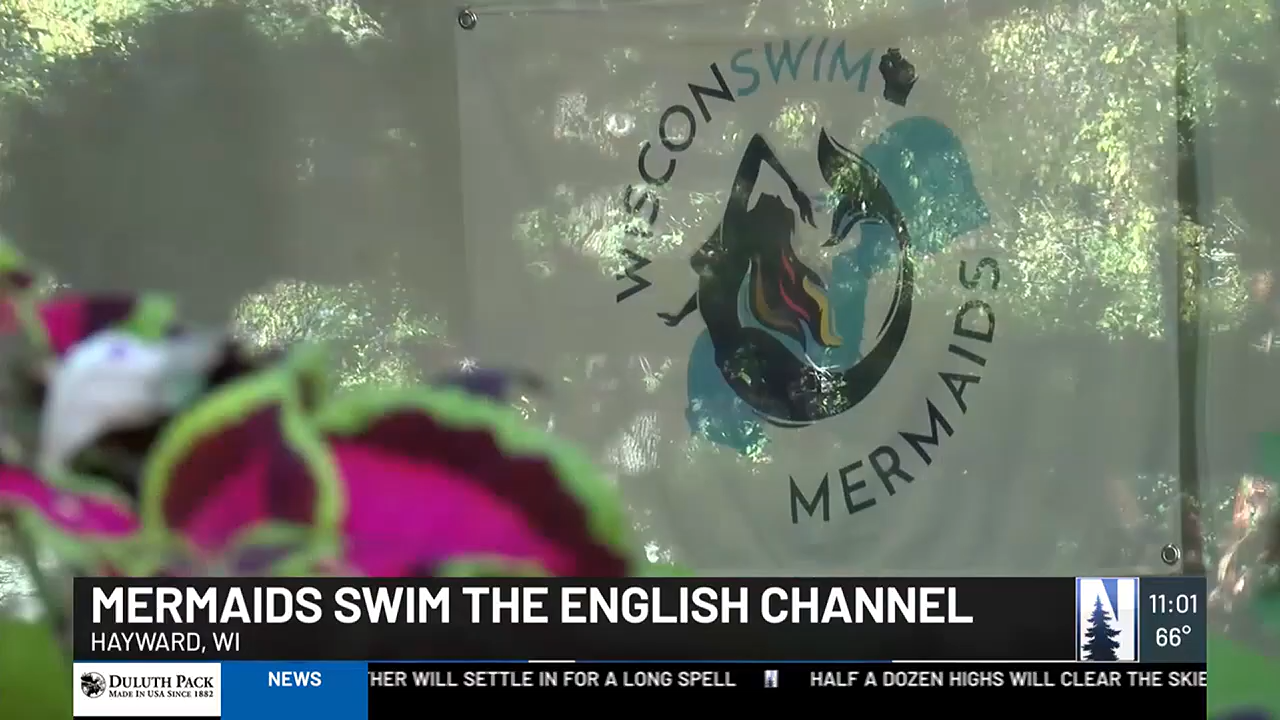 WISCONSWIM
MERMAIDS
MERMAIDS SWIM THE ENGLISH CHANNEL
HAYWARD, WI
N
11:01
66°
DULUTH PACK
MADE IN USA SINCE 1882
NEWS
THER WILL SETTLE IN FOR A LONG SPELL N HALF A DOZEN HIGHS WILL CLEAR THE SKIE